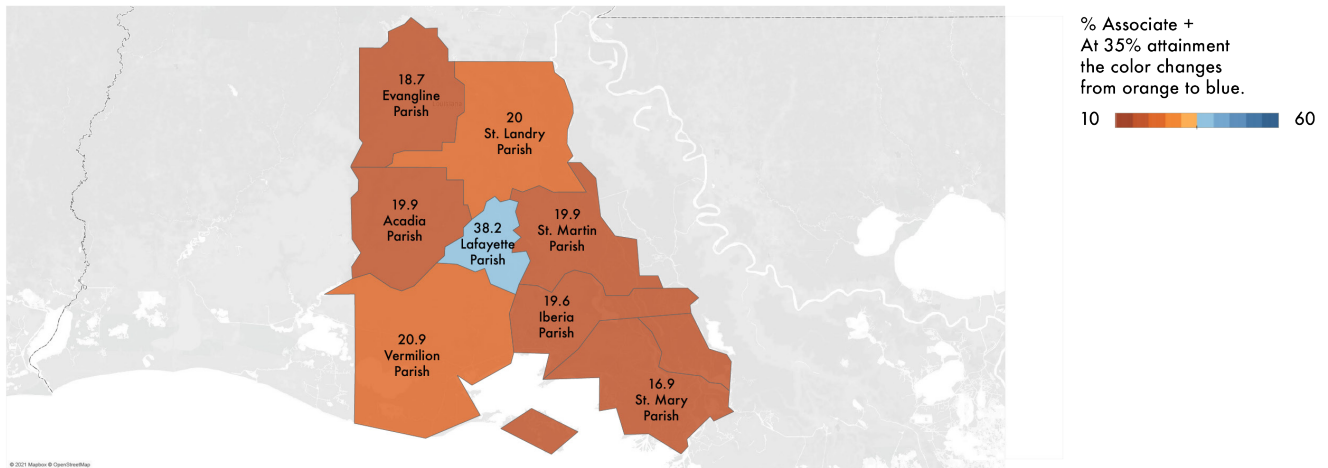 % Associate +
At 35% attainment
the color changes
from orange to blue.
10
60
18.7
Evangline
Parish
20
St. Landry
Parish
19.9
Acadia
Parish
38.2
Lafayette
Parish
19.9
St. Martin
Parish
19.6
Iberia
Parish
20.9
Vermilion
Parish
16.9
St. Mary
Parish
© 2021 Mapbox © OpenStreetMap